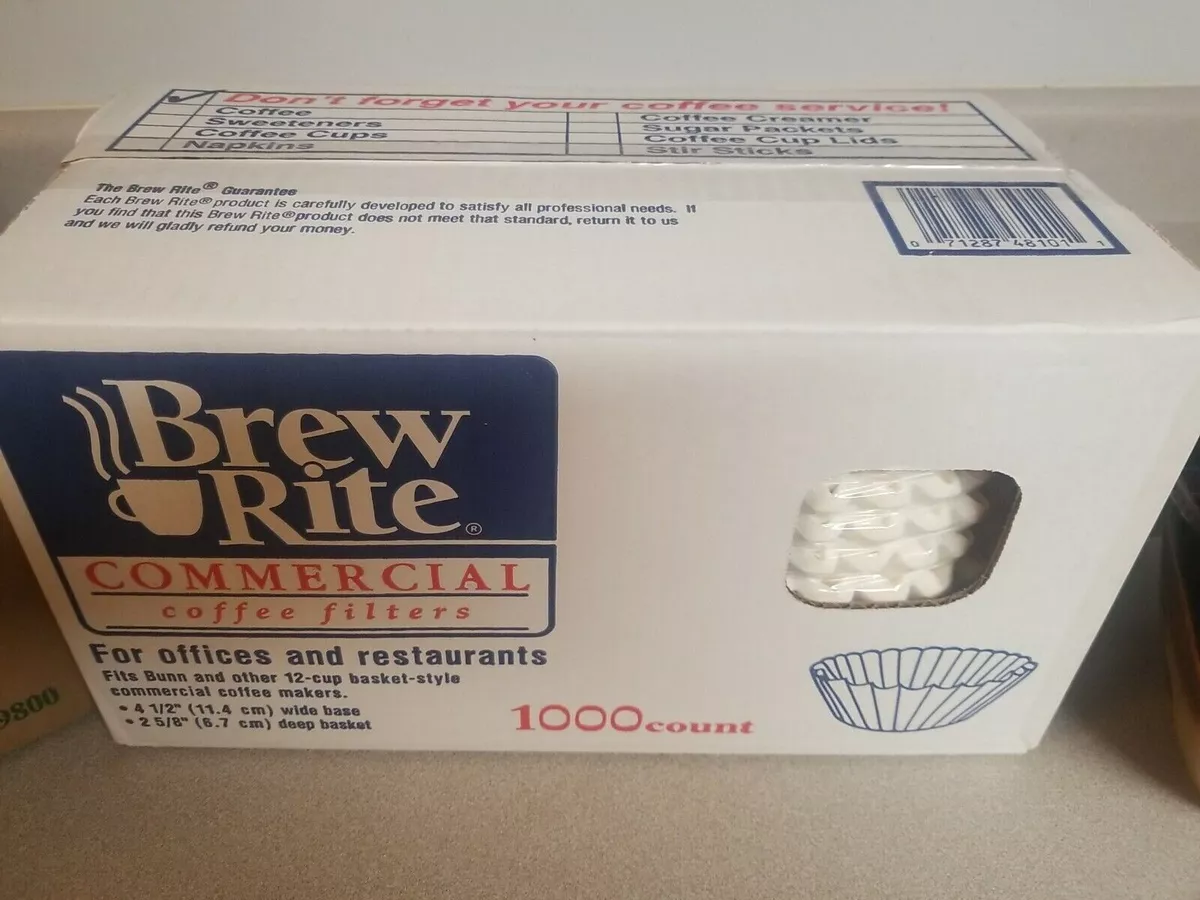 ✓ Don't forget your coffee service!
Coffee
Sweeteners
Coffee Cups
Napkins
Coffee Creamer
Sugar Packets
Coffee Cup Lids
Stir Sticks
The Brew Rite® Guarantee
Each Brew Rite® product is carefully developed to satisfy all professional needs. If
you find that this Brew Rite® product does not meet that standard, return it to us
and we will gladly refund your money.
0 71287 48101 1
Brew
Rite®
COMMERCIAL
coffee filters
For offices and restaurants
Fits Bunn and other 12-cup basket-style
commercial coffee makers.
• 4 1/2" (11.4 cm) wide base
• 2 5/8" (6.7 cm) deep basket
1000 count
9800